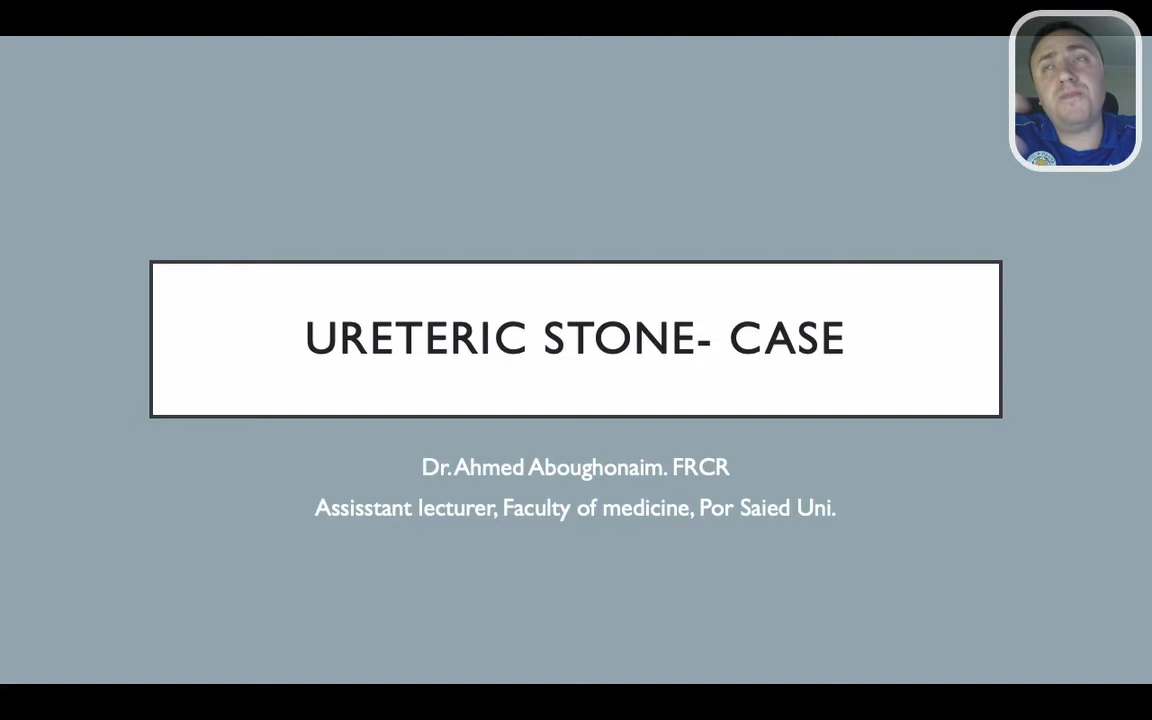 URETERIC STONE- CASE
Dr. Ahmed Aboughonaim. FRCR
Assisstant lecturer, Faculty of medicine, Por Saied Uni.